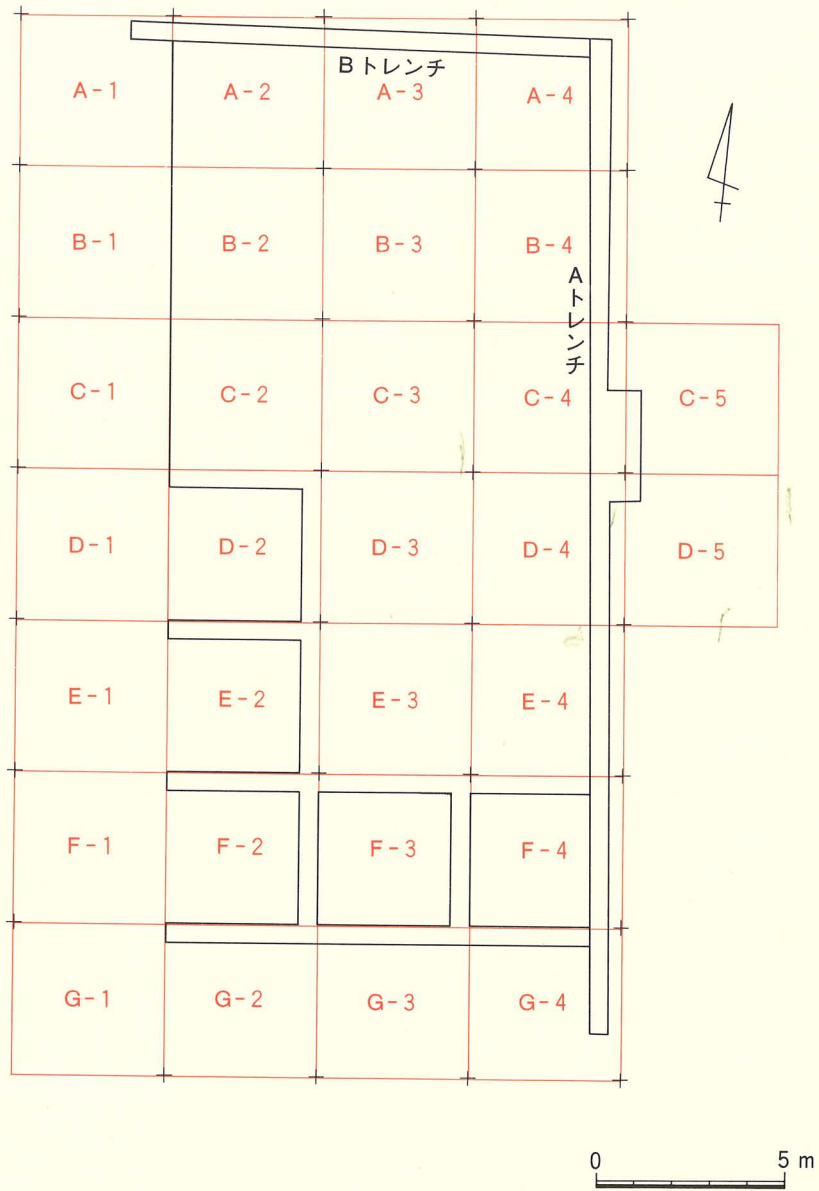 Bトレンチ
A-1 A-2 A-3 A-4
B-1 B-2 B-3 B-4
Aトレンチ
C-1 C-2 C-3 C-4 C-5
D-1 D-2 D-3 D-4 D-5
E-1 E-2 E-3 E-4
F-1 F-2 F-3 F-4
G-1 G-2 G-3 G-4
0 5 m